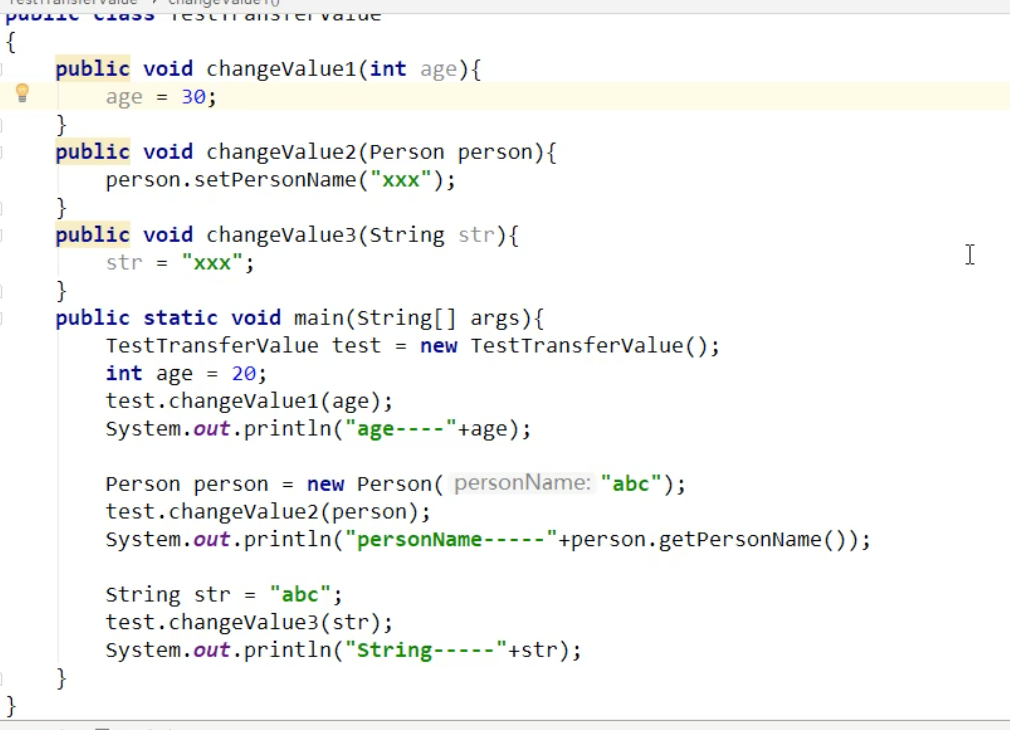 TestTransferValue › changeValue1()
public class TestTransferValue
{
public void changeValue1(int age){
age = 30;
}
public void changeValue2(Person person){
person.setPersonName("xxx");
}
public void changeValue3(String str){
str = "xxx";
}
public static void main(String[] args){
TestTransferValue test = new TestTransferValue();
int age = 20;
test.changeValue1(age);
System.out.println("age----"+age);
Person person = new Person( personName: "abc");
test.changeValue2(person);
System.out.println("personName-----"+person.getPersonName());
String str = "abc";
test.changeValue3(str);
System.out.println("String-----"+str);
}
}